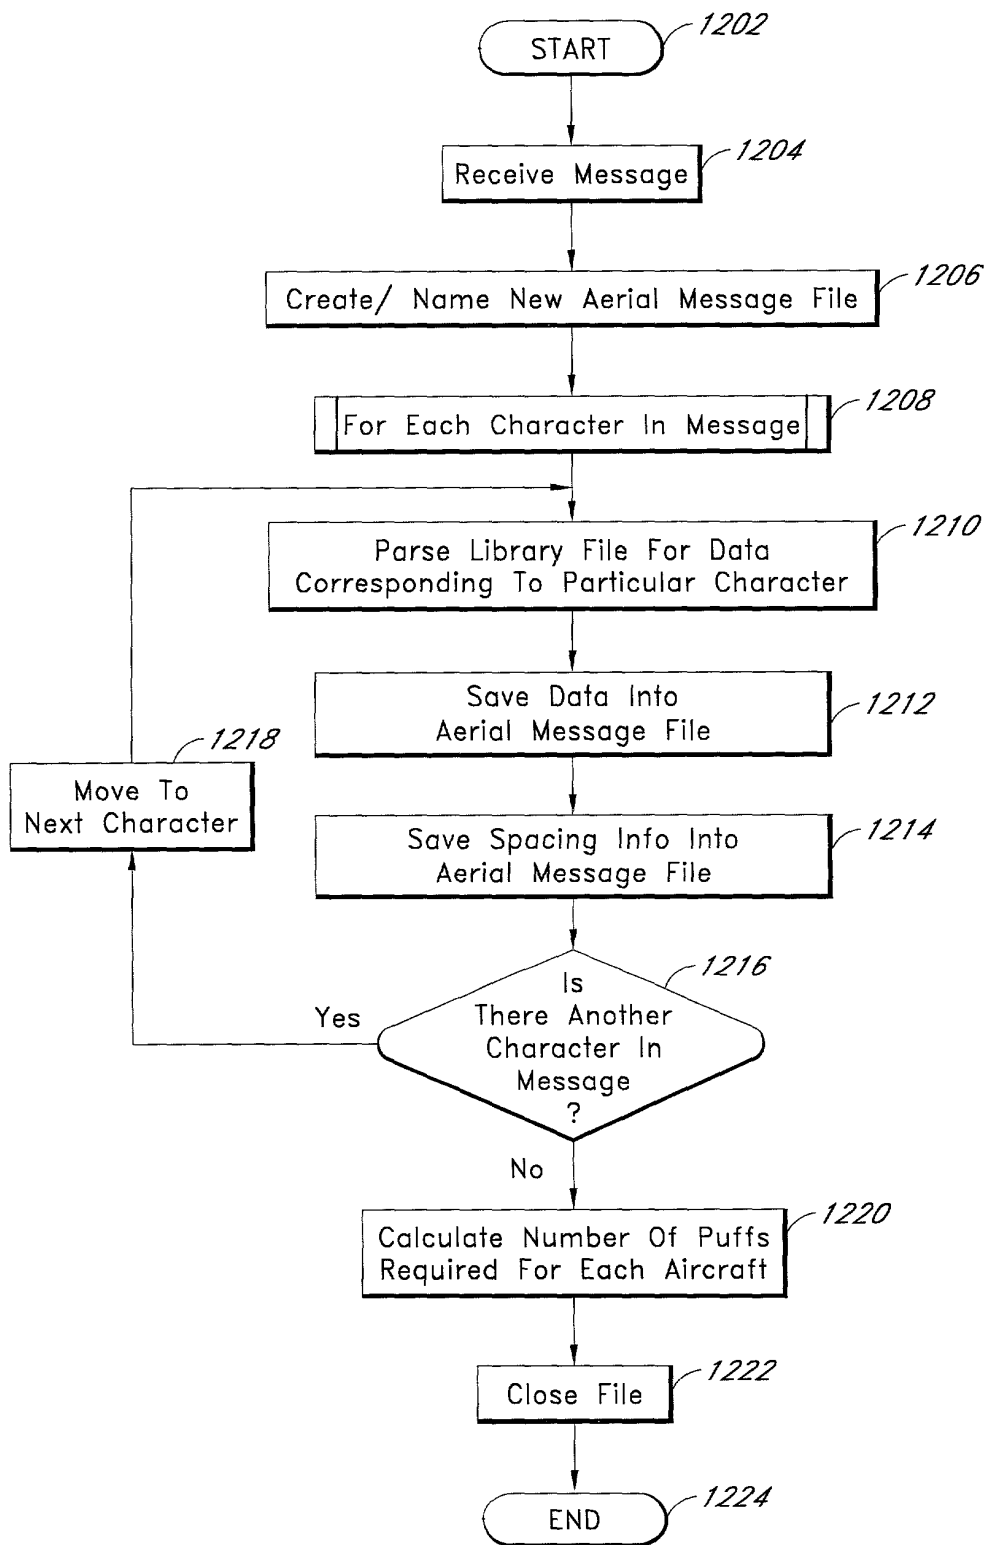 START
1202
Receive Message
1204
Create/ Name New Aerial Message File
1206
For Each Character In Message
1208
Parse Library File For Data
Corresponding To Particular Character
1210
Save Data Into
Aerial Message File
1212
Move To
Next Character
1218
Save Spacing Info Into
Aerial Message File
1214
Is
There Another
Character In
Message
?
1216
Yes
No
Calculate Number Of Puffs
Required For Each Aircraft
1220
Close File
1222
END
1224